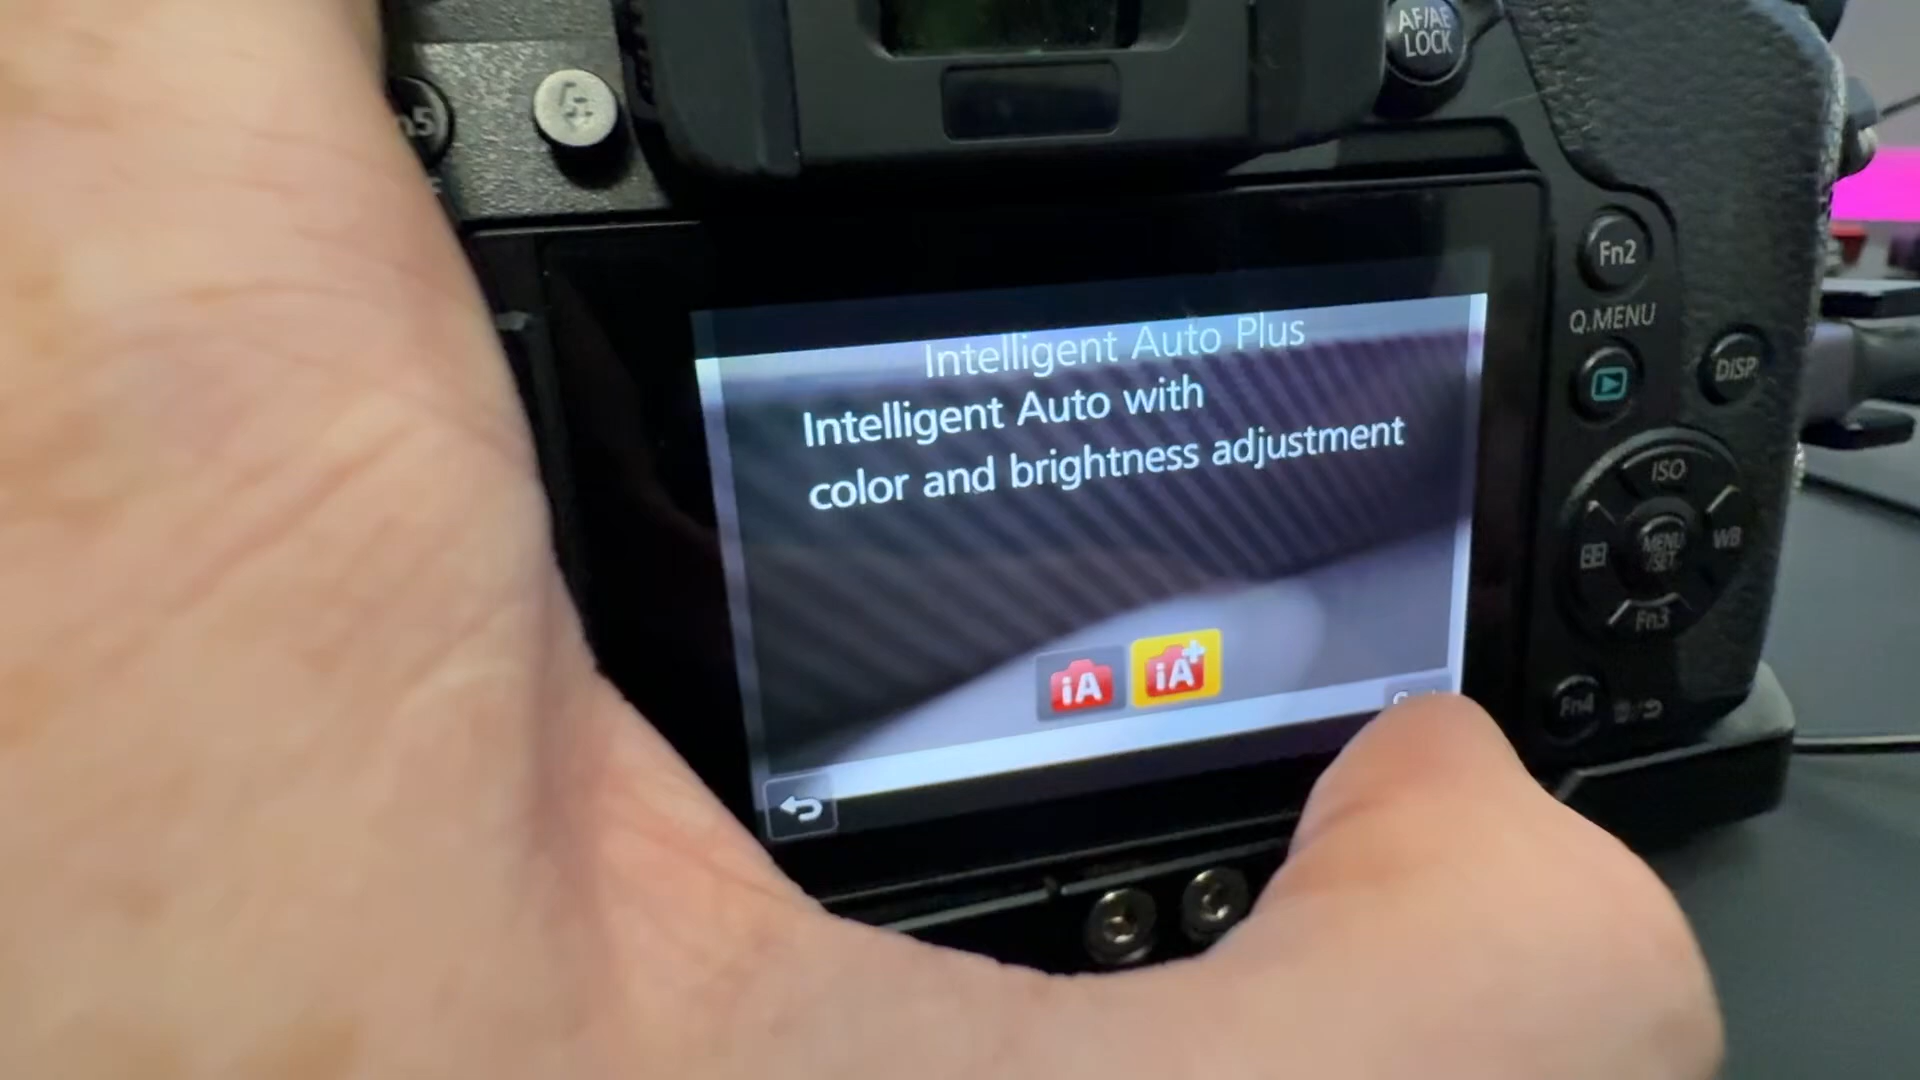 AF/AE
LOCK
Fn2
Q.MENU
DISP.
Intelligent Auto Plus
Intelligent Auto with
color and brightness adjustment
iA
iA+
ISO
WB
MENU
/SET
Fn3
Fn4